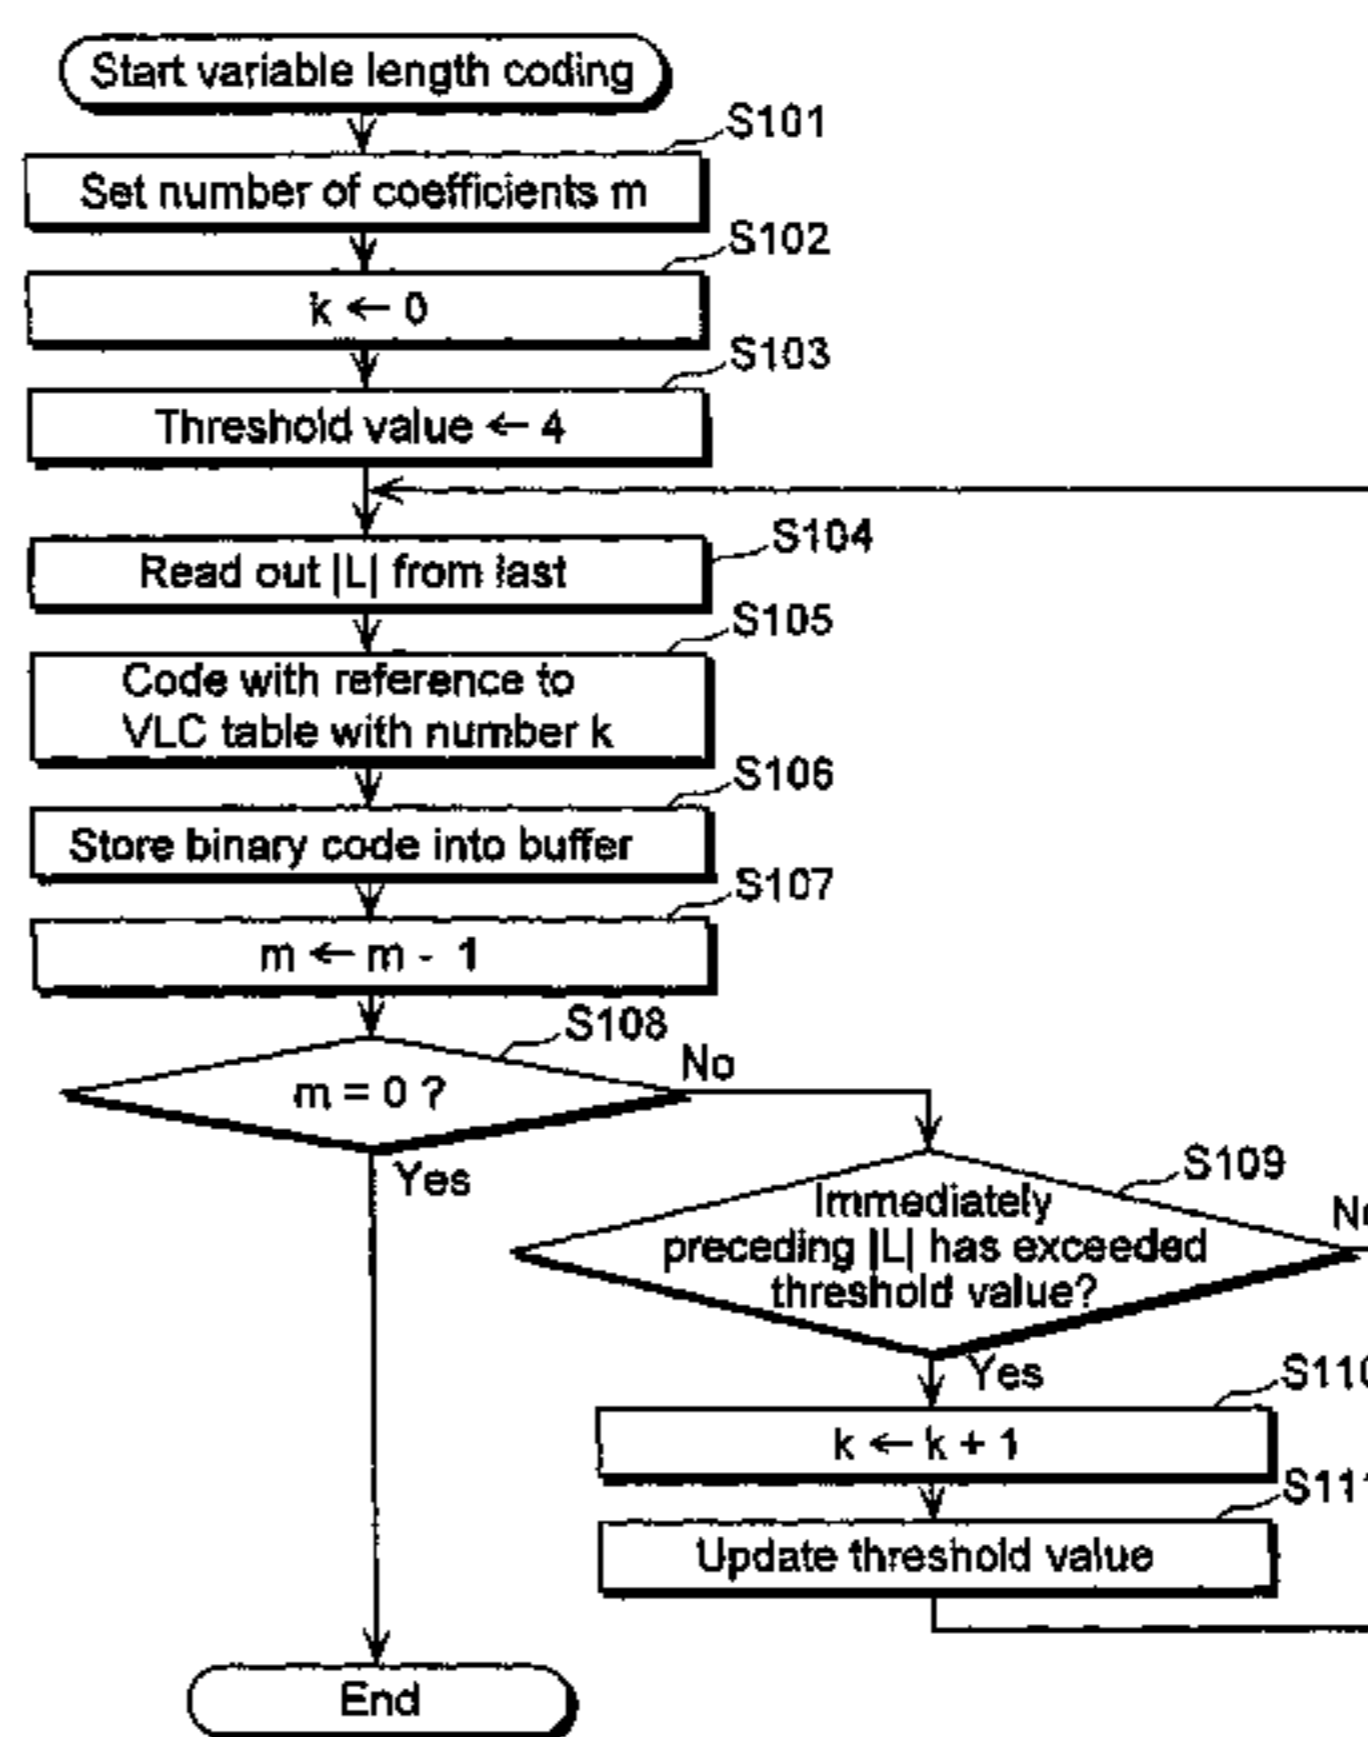 Start variable length coding
S101
Set number of coefficients m
S102
k ← 0
S103
Threshold value ← 4
S104
Read out |L| from last
S105
Code with reference to
VLC table with number k
S106
Store binary code into buffer
S107
m ← m - 1
S108
m = 0 ?
No
Yes
S109
Immediately
preceding |L| has exceeded
threshold value?
Yes
k ← k + 1
Update threshold value
End